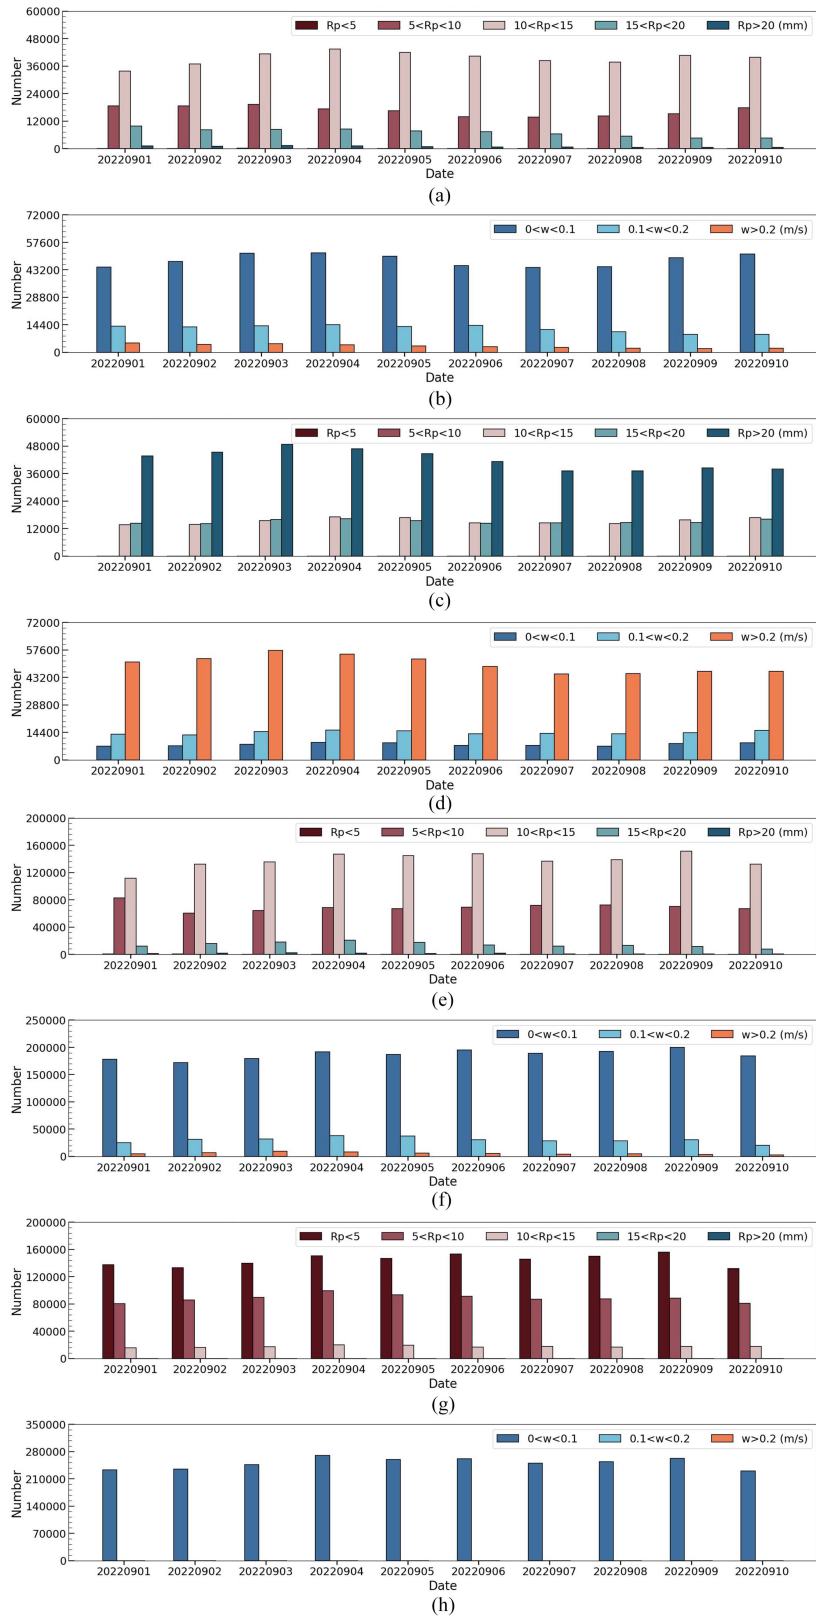 Rp<5 5<Rp<10 10<Rp<15 15<Rp<20 Rp>20 (mm)
60000
48000
36000
24000
12000
0
Number
20220901 20220902 20220903 20220904 20220905 20220906 20220907 20220908 20220909 20220910
Date
(a)
0<w<0.1 0.1<w<0.2 w>0.2 (m/s)
72000
57600
43200
28800
14400
0
Number
20220901 20220902 20220903 20220904 20220905 20220906 20220907 20220908 20220909 20220910
Date
(b)
Rp<5 5<Rp<10 10<Rp<15 15<Rp<20 Rp>20 (mm)
60000
48000
36000
24000
12000
0
Number
20220901 20220902 20220903 20220904 20220905 20220906 20220907 20220908 20220909 20220910
Date
(c)
0<w<0.1 0.1<w<0.2 w>0.2 (m/s)
72000
57600
43200
28800
14400
0
Number
20220901 20220902 20220903 20220904 20220905 20220906 20220907 20220908 20220909 20220910
Date
(d)
Rp<5 5<Rp<10 10<Rp<15 15<Rp<20 Rp>20 (mm)
200000
160000
120000
80000
40000
0
Number
20220901 20220902 20220903 20220904 20220905 20220906 20220907 20220908 20220909 20220910
Date
(e)
0<w<0.1 0.1<w<0.2 w>0.2 (m/s)
250000
200000
150000
100000
50000
0
Number
20220901 20220902 20220903 20220904 20220905 20220906 20220907 20220908 20220909 20220910
Date
(f)
Rp<5 5<Rp<10 10<Rp<15 15<Rp<20 Rp>20 (mm)
200000
160000
120000
80000
40000
0
Number
20220901 20220902 20220903 20220904 20220905 20220906 20220907 20220908 20220909 20220910
Date
(g)
0<w<0.1 0.1<w<0.2 w>0.2 (m/s)
350000
280000
210000
140000
70000
0
Number
20220901 20220902 20220903 20220904 20220905 20220906 20220907 20220908 20220909 20220910
Date
(h)